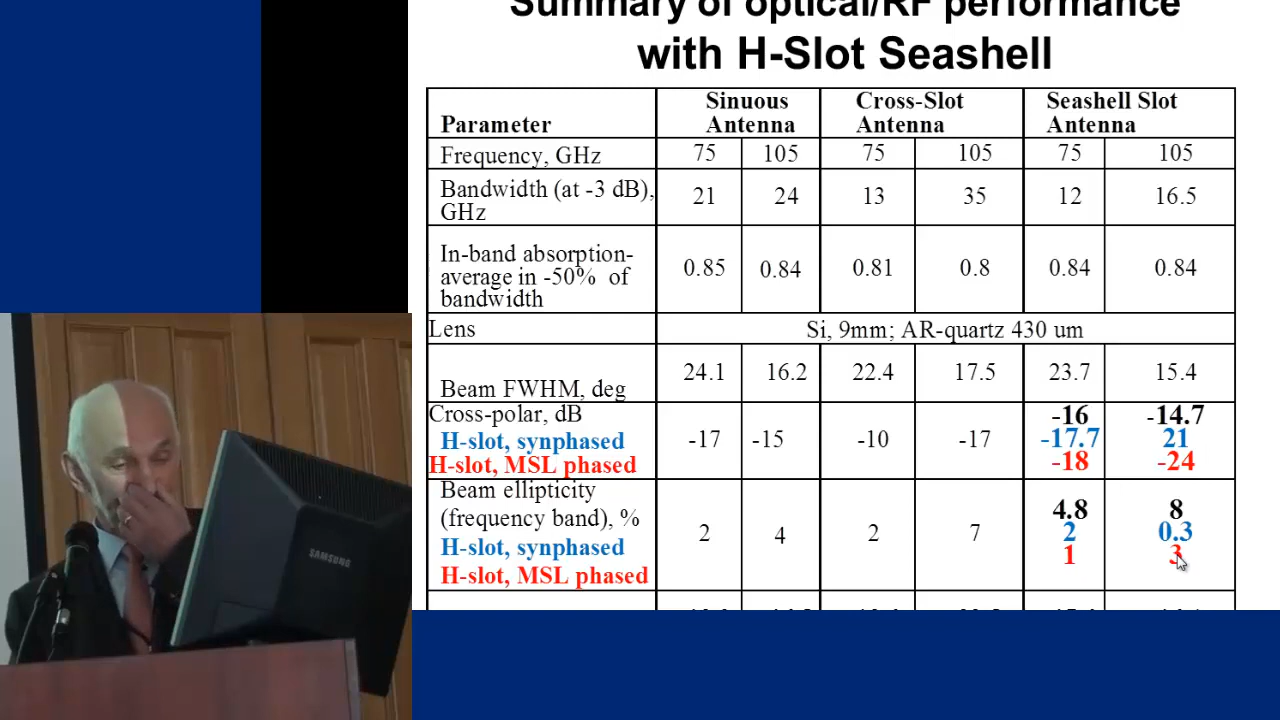 Summary of optical/RF performance
with H-Slot Seashell
Parameter
Sinuous Antenna
Cross-Slot Antenna
Seashell Slot Antenna
Frequency, GHz 75 105 75 105 75 105
Bandwidth (at -3 dB), GHz 21 24 13 35 12 16.5
In-band absorption-average in -50% of bandwidth 0.85 0.84 0.81 0.8 0.84 0.84
Lens Si, 9mm; AR-quartz 430 um
Beam FWHM, deg 24.1 16.2 22.4 17.5 23.7 15.4
Cross-polar, dB -16 -14.7
H-slot, synphased -17 -15 -10 -17 -17.7 21
H-slot, MSL phased -18 -24
Beam ellipticity
(frequency band), % 2 4 2 7 4.8 8
H-slot, synphased 2 0.3
H-slot, MSL phased 1 3
SAMSUNG